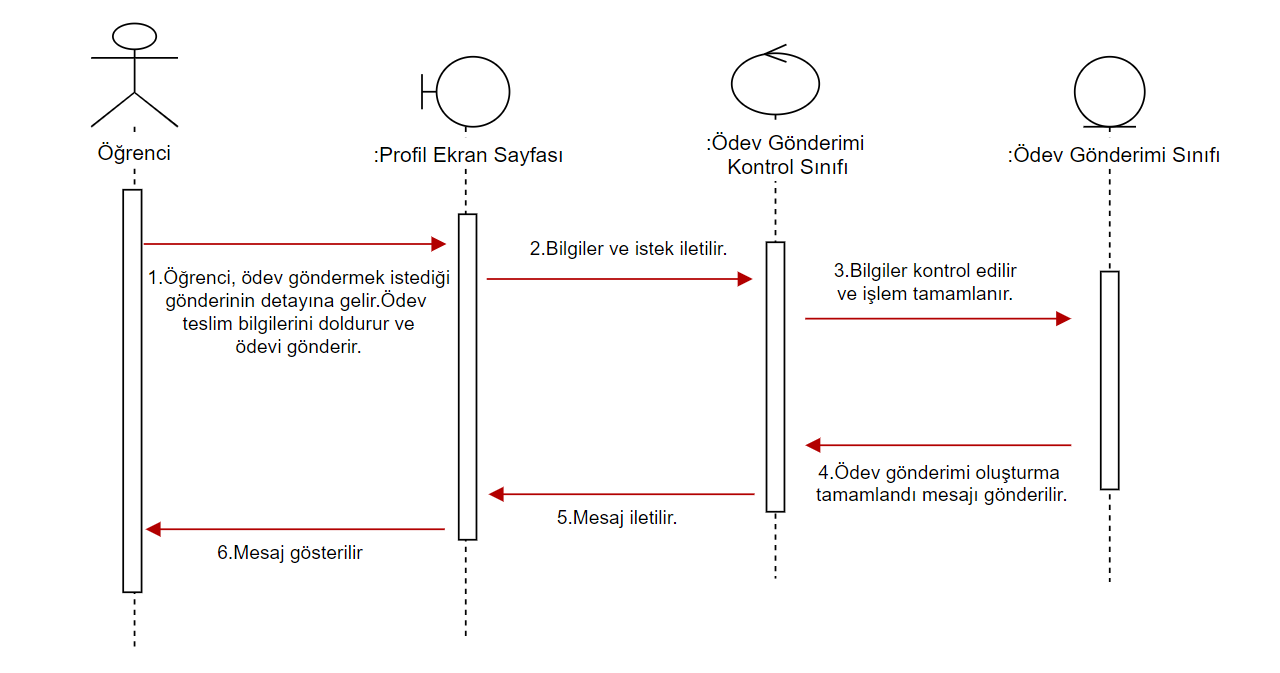 Öğrenci
:Profil Ekran Sayfası
:Ödev Gönderimi
Kontrol Sınıfı
:Ödev Gönderimi Sınıfı
1.Öğrenci, ödev göndermek istediği
gönderinin detayına gelir.Ödev
teslim bilgilerini doldurur ve
ödevi gönderir.
2.Bilgiler ve istek iletilir.
3.Bilgiler kontrol edilir
ve işlem tamamlanır.
4.Ödev gönderimi oluşturma
tamamlandı mesajı gönderilir.
5.Mesaj iletilir.
6.Mesaj gösterilir